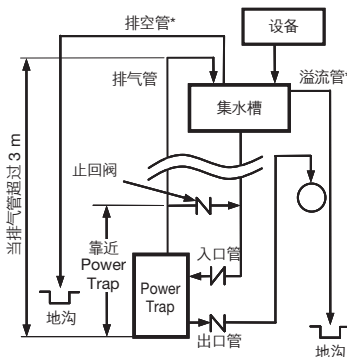 排空管*
设备
排气管
溢流管*
集水槽
止回阀
当排气管超过 3 m
靠近
Power
Trap
入口管
Power
Trap
地沟
出口管
地沟